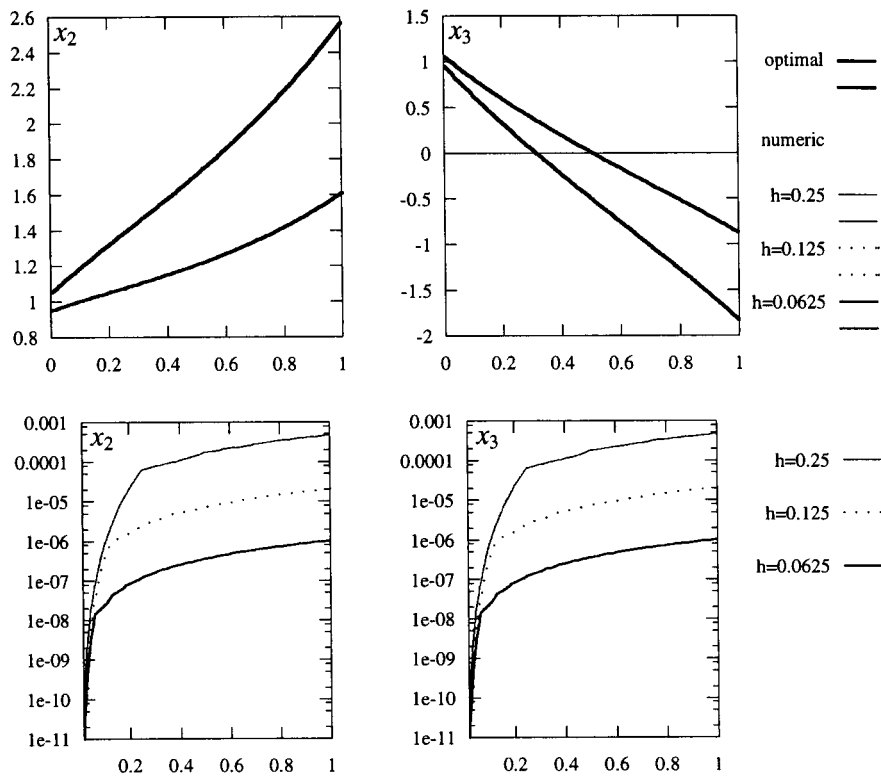 x2
2.6
2.4
2.2
2
1.8
1.6
1.4
1.2
1
0.8
0 0.2 0.4 0.6 0.8 1
x3
1.5
1
0.5
0
-0.5
-1
-1.5
-2
0 0.2 0.4 0.6 0.8 1
optimal
numeric
h=0.25
h=0.125
h=0.0625
x2
0.001
0.0001
1e-05
1e-06
1e-07
1e-08
1e-09
1e-10
1e-11
0.2 0.4 0.6 0.8 1
x3
0.001
0.0001
1e-05
1e-06
1e-07
1e-08
1e-09
1e-10
1e-11
0.2 0.4 0.6 0.8 1
h=0.25
h=0.125
h=0.0625